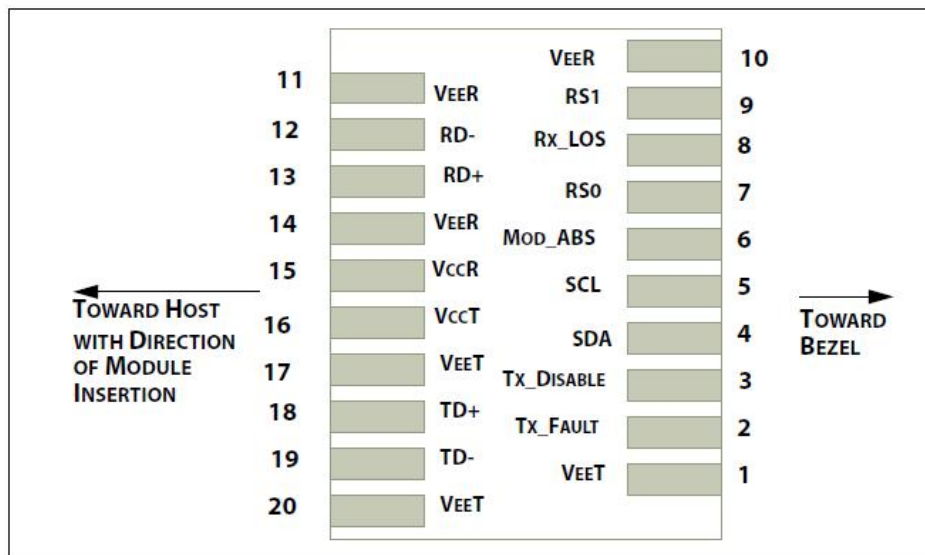 11 VEER
12 RD-
13 RD+
14 VEER
15 VCCR
16 VCCT
17 VEET
18 TD+
19 TD-
20 VEET
VEER 10
RS1 9
RX_LOS 8
RS0 7
MOD_ABS 6
SCL 5
SDA 4
TX_DISABLE 3
TX_FAULT 2
VEET 1
TOWARD HOST
WITH DIRECTION
OF MODULE
INSERTION
TOWARD
BEZEL